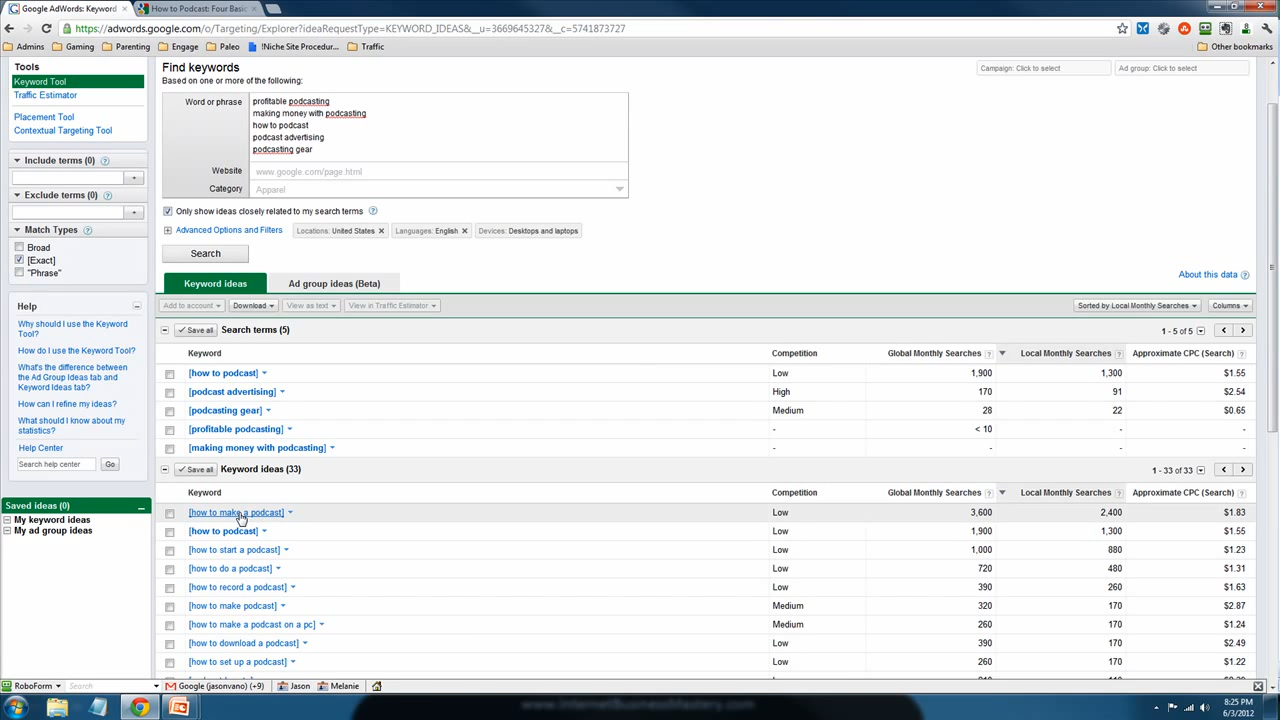 Google AdWords: Keyword
How to Podcast: Four Basic
https://adwords.google.com/o/Targeting/Explorer?ideaRequestType=KEYWORD_IDEAS&__u=3669645327&__c=5741873727
Admins
Gaming
Parenting
Engage
Paleo
!Niche Site Procedur...
Traffic
Other bookmarks
Tools
Keyword Tool
Traffic Estimator
Placement Tool
Contextual Targeting Tool
Include terms (0)
Exclude terms (0)
Match Types
Broad
[Exact]
"Phrase"
Help
Why should I use the Keyword
Tool?
How do I use the Keyword Tool?
What's the difference between
the Ad Group Ideas tab and
Keyword Ideas tab?
How can I refine my ideas?
What should I know about my
statistics?
Help Center
Search help center
Go
Saved ideas (0)
My keyword ideas
My ad group ideas
Find keywords
Based on one or more of the following:
Campaign: Click to select
Ad group: Click to select
Word or phrase
profitable podcasting
making money with podcasting
how to podcast
podcast advertising
podcasting gear
Website
www.google.com/page.html
Category
Apparel
Only show ideas closely related to my search terms
Advanced Options and Filters
Locations: United States
Languages: English
Devices: Desktops and laptops
Search
Keyword ideas
Ad group ideas (Beta)
About this data
Add to account
Download
View as text
View in Traffic Estimator
Sorted by Local Monthly Searches
Columns
Save all Search terms (5) 1 - 5 of 5
Keyword Competition Global Monthly Searches Local Monthly Searches Approximate CPC (Search)
[how to podcast] Low 1,900 1,300 $1.55
[podcast advertising] High 170 91 $2.54
[podcasting gear] Medium 28 22 $0.65
[profitable podcasting] - < 10 - -
[making money with podcasting] - - - -
Save all Keyword ideas (33) 1 - 33 of 33
Keyword Competition Global Monthly Searches Local Monthly Searches Approximate CPC (Search)
[how to make a podcast] Low 3,600 2,400 $1.83
[how to podcast] Low 1,900 1,300 $1.55
[how to start a podcast] Low 1,000 880 $1.23
[how to do a podcast] Low 720 480 $1.31
[how to record a podcast] Low 390 260 $1.63
[how to make podcast] Medium 320 170 $2.87
[how to make a podcast on a pc] Medium 260 170 $1.24
[how to download a podcast] Low 390 170 $2.49
[how to set up a podcast] Low 260 170 $1.22
RoboForm
Search
Google (jasonvano) (+9)
Jason
Melanie
www.InternetBusinessMastery.com
8:25 PM
6/3/2012